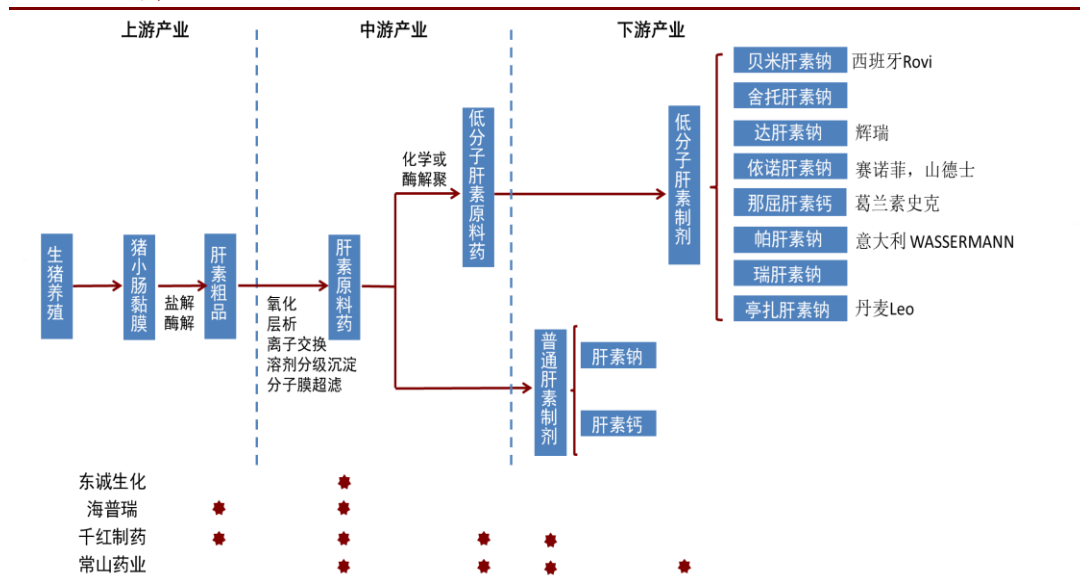 上游产业
中游产业
下游产业
生猪养殖
猪小肠黏膜
盐解
酶解
肝素粗品
氧化
层析
离子交换
溶剂分级沉淀
分子膜超滤
肝素原料药
化学或
酶解聚
低分子肝素原料药
低分子肝素制剂
贝米肝素钠 西班牙Rovi
舍托肝素钠
达肝素钠 辉瑞
依诺肝素钠 赛诺菲，山德士
那屈肝素钙 葛兰素史克
帕肝素钠 意大利 WASSERMANN
瑞肝素钠
亭扎肝素钠 丹麦Leo
普通肝素制剂
肝素钠
肝素钙
东诚生化
海普瑞
千红制药
常山药业